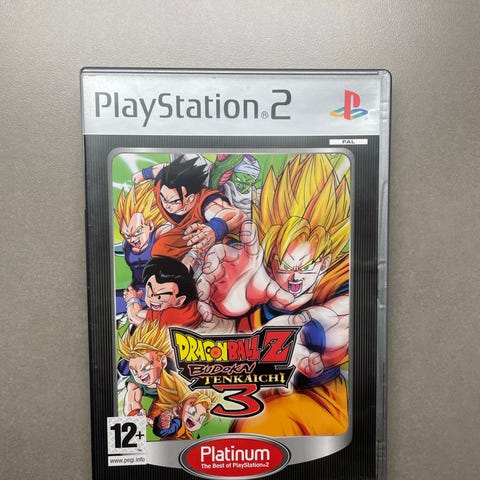 PlayStation®2
PAL
DRAGONBALL Z
BUDOKAI
TENKAICHI
3
12+
www.pegi.info
Platinum
The Best of PlayStation®2